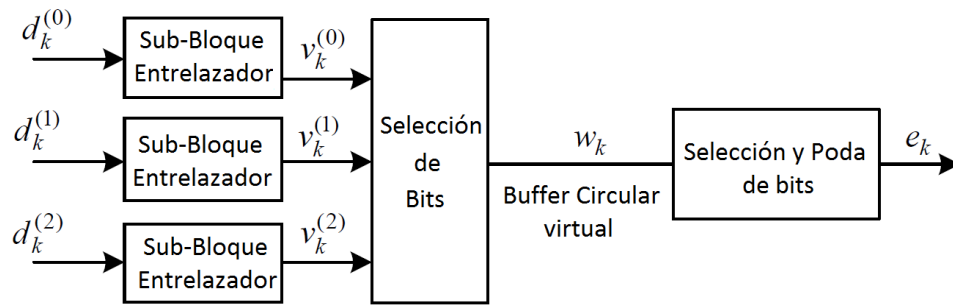 d_k^{(0)}
Sub-Bloque
Entrelazador
v_k^{(0)}
d_k^{(1)}
Sub-Bloque
Entrelazador
v_k^{(1)}
d_k^{(2)}
Sub-Bloque
Entrelazador
v_k^{(2)}
Selección
de
Bits
w_k
Buffer Circular
virtual
Selección y Poda
de bits
e_k